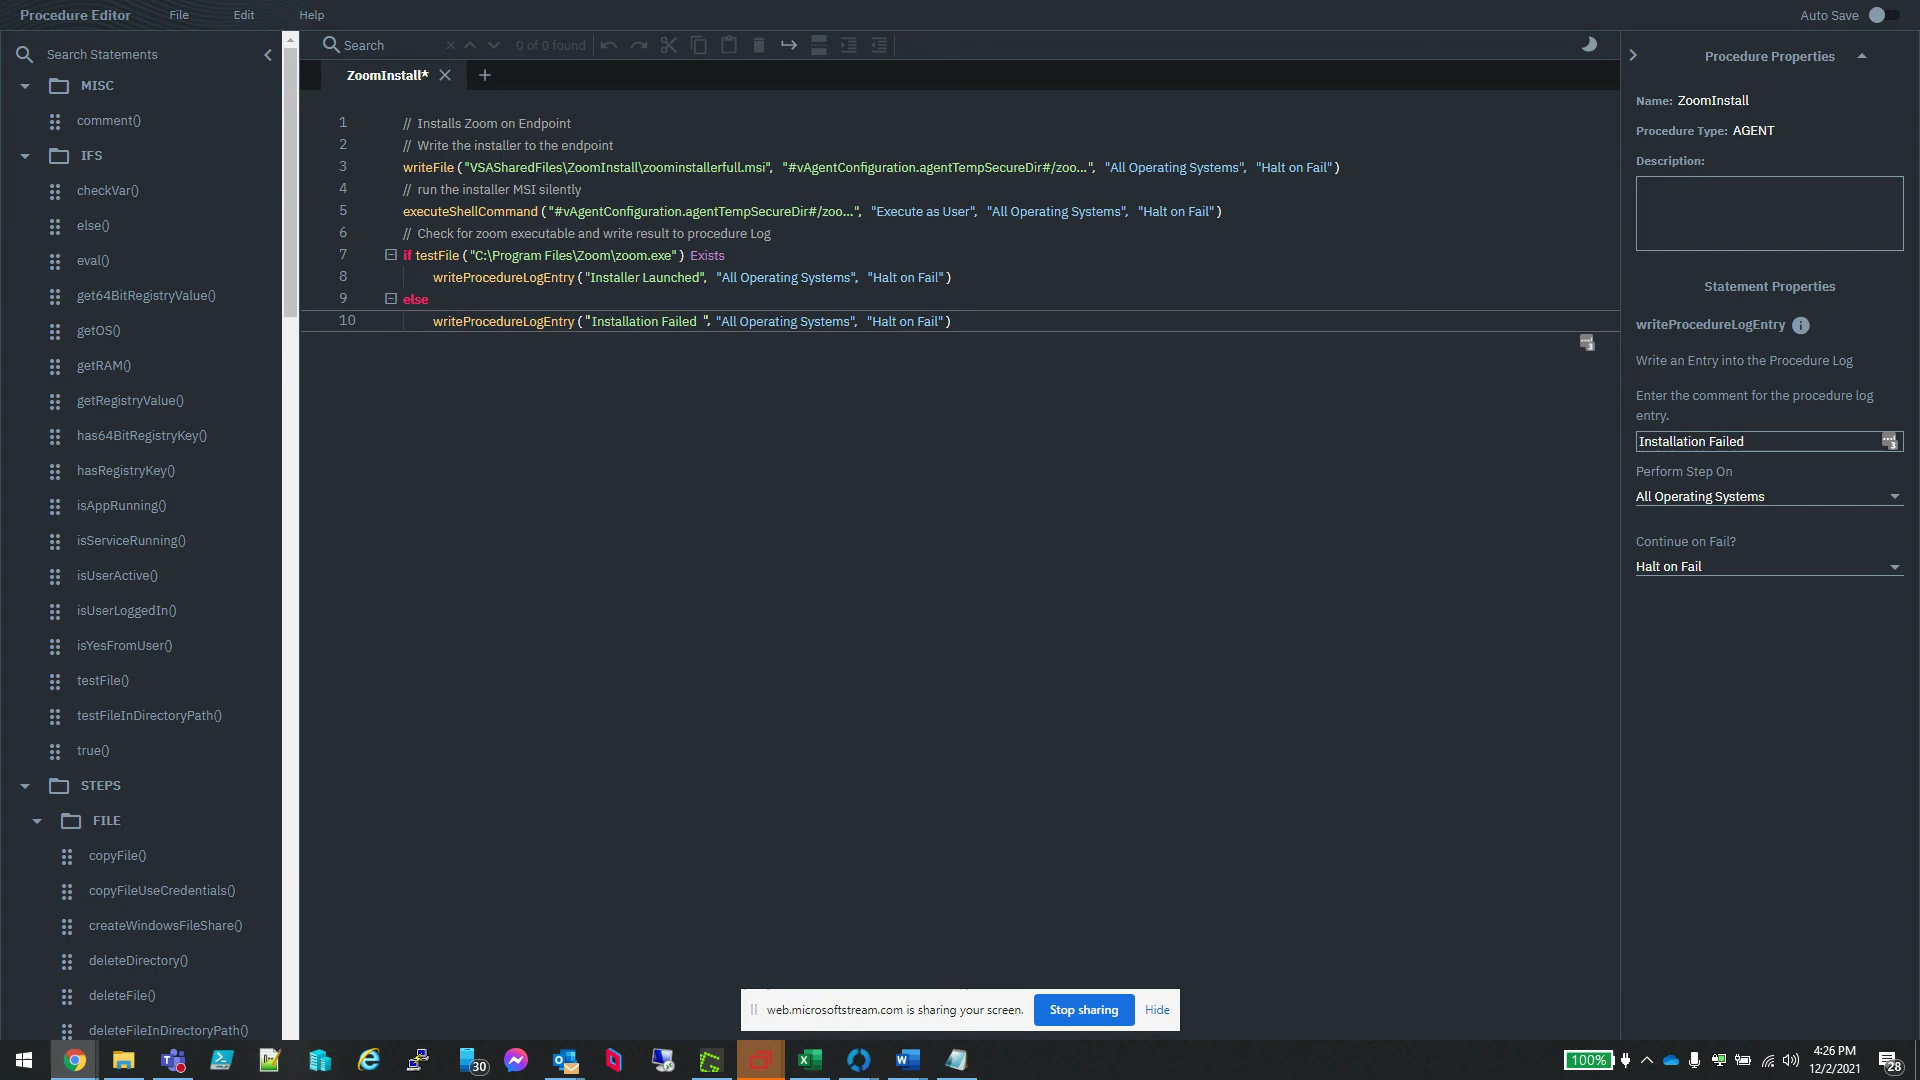 Procedure Editor File Edit Help Auto Save
Search Statements
MISC
comment()
IFS
checkVar()
else()
eval()
get64BitRegistryValue()
getOS()
getRAM()
getRegistryValue()
has64BitRegistryKey()
hasRegistryKey()
isAppRunning()
isServiceRunning()
isUserActive()
isUserLoggedIn()
isYesFromUser()
testFile()
testFileInDirectoryPath()
true()
STEPS
FILE
copyFile()
copyFileUseCredentials()
createWindowsFileShare()
deleteDirectory()
deleteFile()
deleteFileInDirectoryPath()
Search 0 of 0 found
ZoomInstall*
1 // Installs Zoom on Endpoint
2 // Write the installer to the endpoint
3 writeFile ("VSASharedFiles\ZoomInstall\zoominstallerfull.msi", "#vAgentConfiguration.agentTempSecureDir#/zoo...", "All Operating Systems", "Halt on Fail")
4 // run the installer MSI silently
5 executeShellCommand ("#vAgentConfiguration.agentTempSecureDir#/zoo...", "Execute as User", "All Operating Systems", "Halt on Fail")
6 // Check for zoom executable and write result to procedure Log
7 if testFile ("C:\Program Files\Zoom\zoom.exe") Exists
8 writeProcedureLogEntry ("Installer Launched", "All Operating Systems", "Halt on Fail")
9 else
10 writeProcedureLogEntry ("Installation Failed ", "All Operating Systems", "Halt on Fail")
Procedure Properties
Name: ZoomInstall
Procedure Type: AGENT
Description:
Statement Properties
writeProcedureLogEntry i
Write an Entry into the Procedure Log
Enter the comment for the procedure log
entry.
Installation Failed
Perform Step On
All Operating Systems
Continue on Fail?
Halt on Fail
web.microsoftstream.com is sharing your screen. Stop sharing Hide
30
100%
4:26 PM
12/2/2021
28